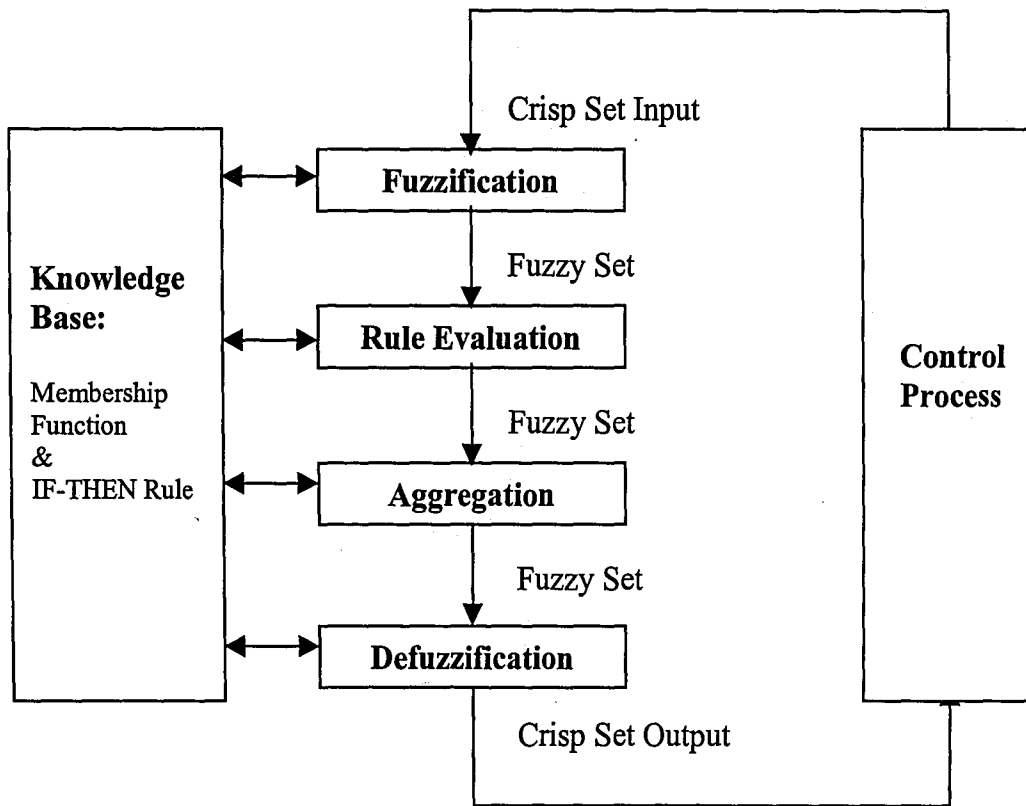 Crisp Set Input
Fuzzification
Fuzzy Set
Knowledge
Base:
Rule Evaluation
Control
Process
Membership
Function
&
IF-THEN Rule
Fuzzy Set
Aggregation
Fuzzy Set
Defuzzification
Crisp Set Output